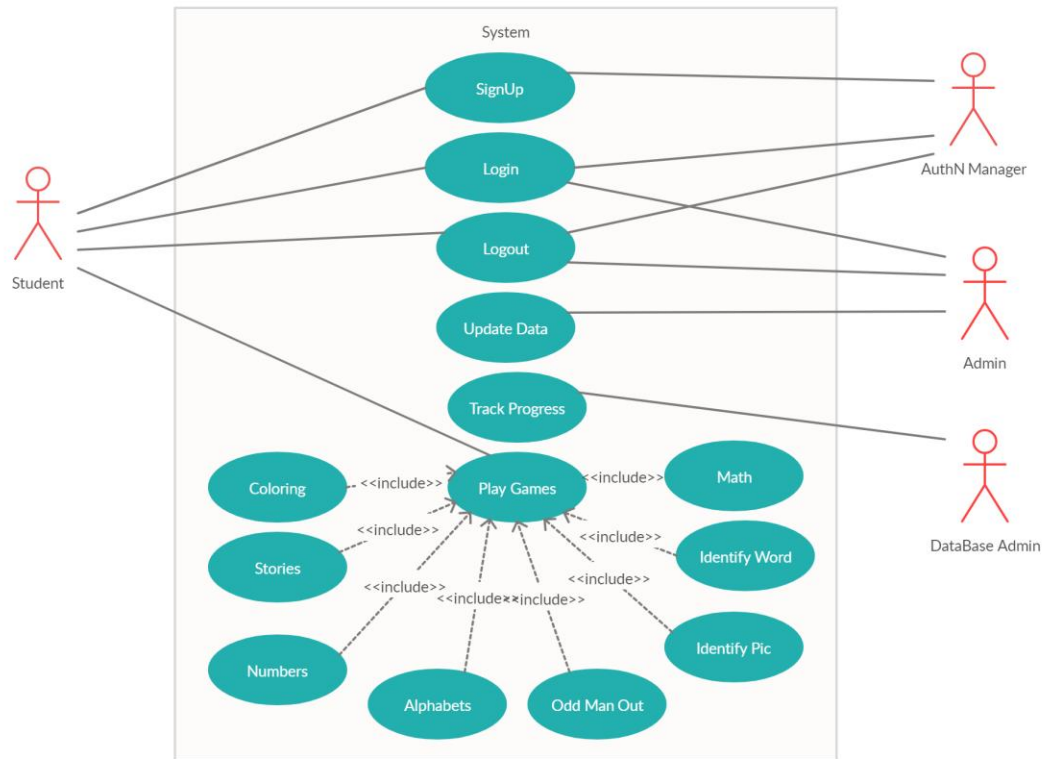 System
SignUp
AuthN Manager
Login
Student
Logout
Admin
Update Data
Track Progress
DataBase Admin
Coloring
<<include>>
Play Games
<<include>>
Math
Stories
<<include>>
<<include>>
Identify Word
Numbers
<<include>>
<<include>>
<<include>>
<<include>>
Identify Pic
Alphabets
Odd Man Out